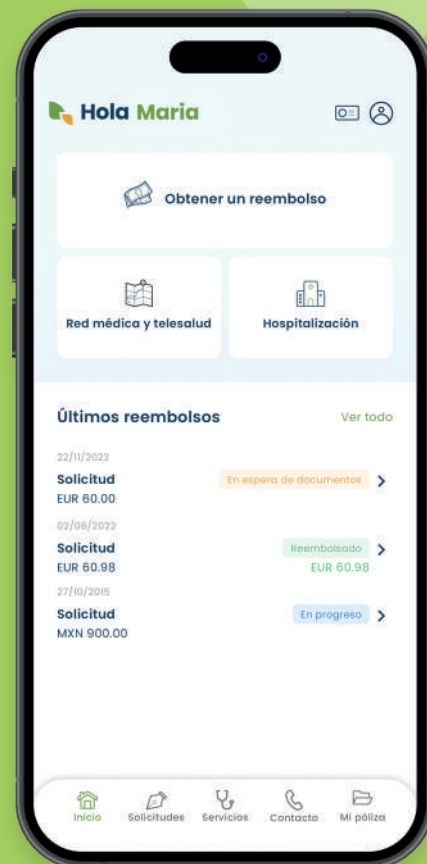 Hola Maria
Obtener un reembolso
Red médica y telesalud
Hospitalización
Últimos reembolsos
Ver todo
22/11/2022
Solicitud
En espera de documentos
EUR 60.00
02/06/2022
Solicitud
Reembolsado
EUR 60.98
EUR 60.98
27/10/2015
Solicitud
En progreso
MXN 900.00
Inicio
Solicitudes
Servicios
Contacto
Mi póliza